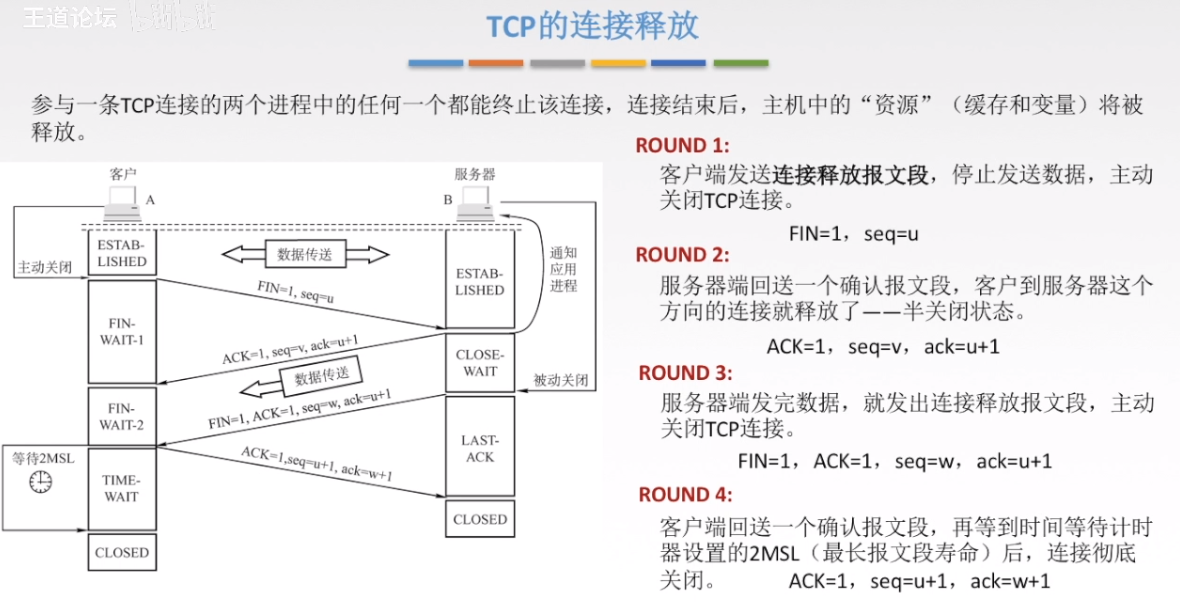 王道论坛
TCP的连接释放
参与一条TCP连接的两个进程中的任何一个都能终止该连接，连接结束后，主机中的“资源”（缓存和变量）将被
释放。
客户
服务器
A
B
ESTAB-
LISHED
主动关闭
数据传送
通知
应用
进程
ESTAB-
LISHED
FIN=1, seq=u
FIN-
WAIT-1
ACK=1, seq=v, ack=u+1
CLOSE-
WAIT
数据传送
被动关闭
FIN-
WAIT-2
FIN=1, ACK=1, seq=w, ack=u+1
LAST-
ACK
等待2MSL
ACK=1,seq=u+1, ack=w+1
TIME-
WAIT
CLOSED
CLOSED
ROUND 1:
客户端发送连接释放报文段，停止发送数据，主动
关闭TCP连接。
FIN=1，seq=u
ROUND 2:
服务器端回送一个确认报文段，客户到服务器这个
方向的连接就释放了——半关闭状态。
ACK=1，seq=v，ack=u+1
ROUND 3:
服务器端发完数据，就发出连接释放报文段，主动
关闭TCP连接。
FIN=1，ACK=1，seq=w，ack=u+1
ROUND 4:
客户端回送一个确认报文段，再等到时间等待计时
器设置的2MSL（最长报文段寿命）后，连接彻底
关闭。 ACK=1，seq=u+1，ack=w+1